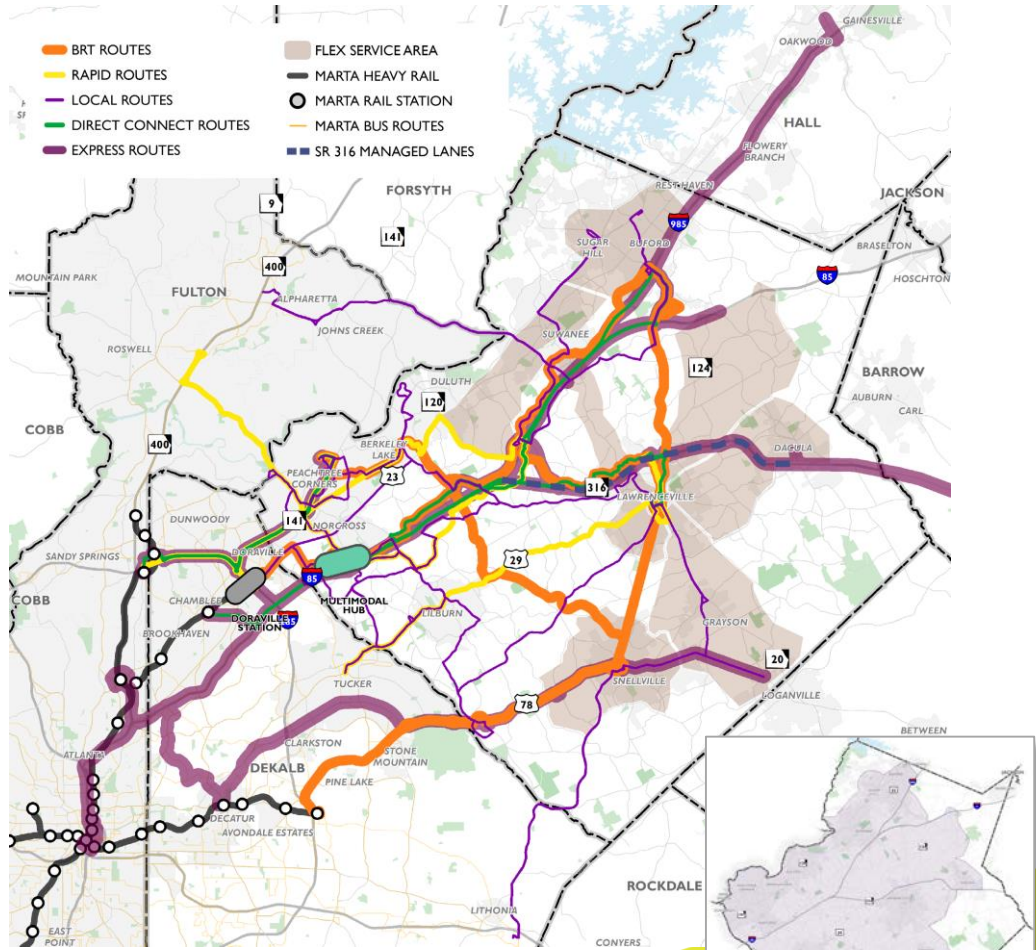 BRT ROUTES
RAPID ROUTES
LOCAL ROUTES
DIRECT CONNECT ROUTES
EXPRESS ROUTES
FLEX SERVICE AREA
MARTA HEAVY RAIL
MARTA RAIL STATION
MARTA BUS ROUTES
SR 316 MANAGED LANES
GAINESVILLE
OAKWOOD
HALL
FLOWERY
BRANCH
REST HAVEN
FORSYTH
JACKSON
9
141
985
BRASELTON
SUGAR
HILL
BUFORD
400
85
HOSCHTON
MOUNTAIN PARK
FULTON
ALPHARETTA
JOHNS CREEK
SUWANEE
ROSWELL
124
DULUTH
BARROW
120
AUBURN
CARL
COBB
400
BERKELEY
LAKE
DACULA
PEACHTREE
CORNERS
23
316
LAWRENCEVILLE
DUNWOODY
141
NORCROSS
SANDY SPRINGS
DORAVILLE
29
85
COBB
CHAMBLEE
MULTIMODAL
HUB
LILBURN
DORAVILLE
STATION
BROOKHAVEN
GRAYSON
20
TUCKER
SNELLVILLE
LOGANVILLE
78
CLARKSTON
BETWEEN
ATLANTA
STONE
MOUNTAIN
DEKALB
PINE LAKE
DECATUR
AVONDALE ESTATES
ROCKDALE
LITHONIA
EAST
POINT
CONYERS